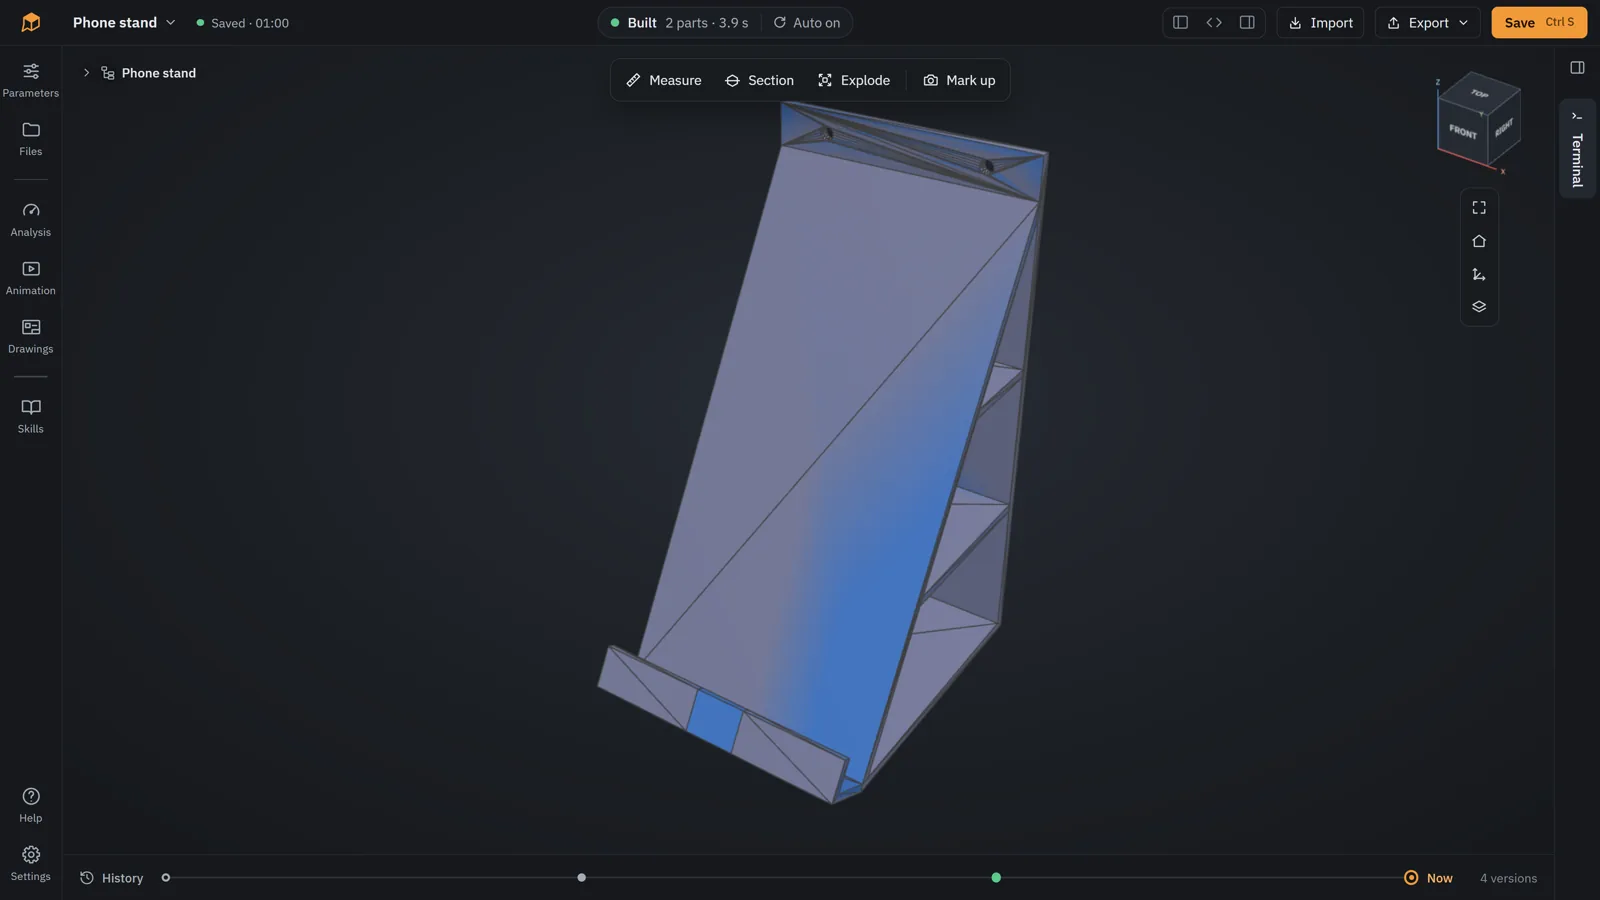 Phone stand
Saved · 01:00
Built 2 parts · 3.9 s
Auto on
Import
Export
Save Ctrl S
Parameters
Files
Analysis
Animation
Drawings
Skills
Help
Settings
Phone stand
Measure
Section
Explode
Mark up
Z
TOP
Y
FRONT
RIGHT
X
Terminal
History
Now
4 versions